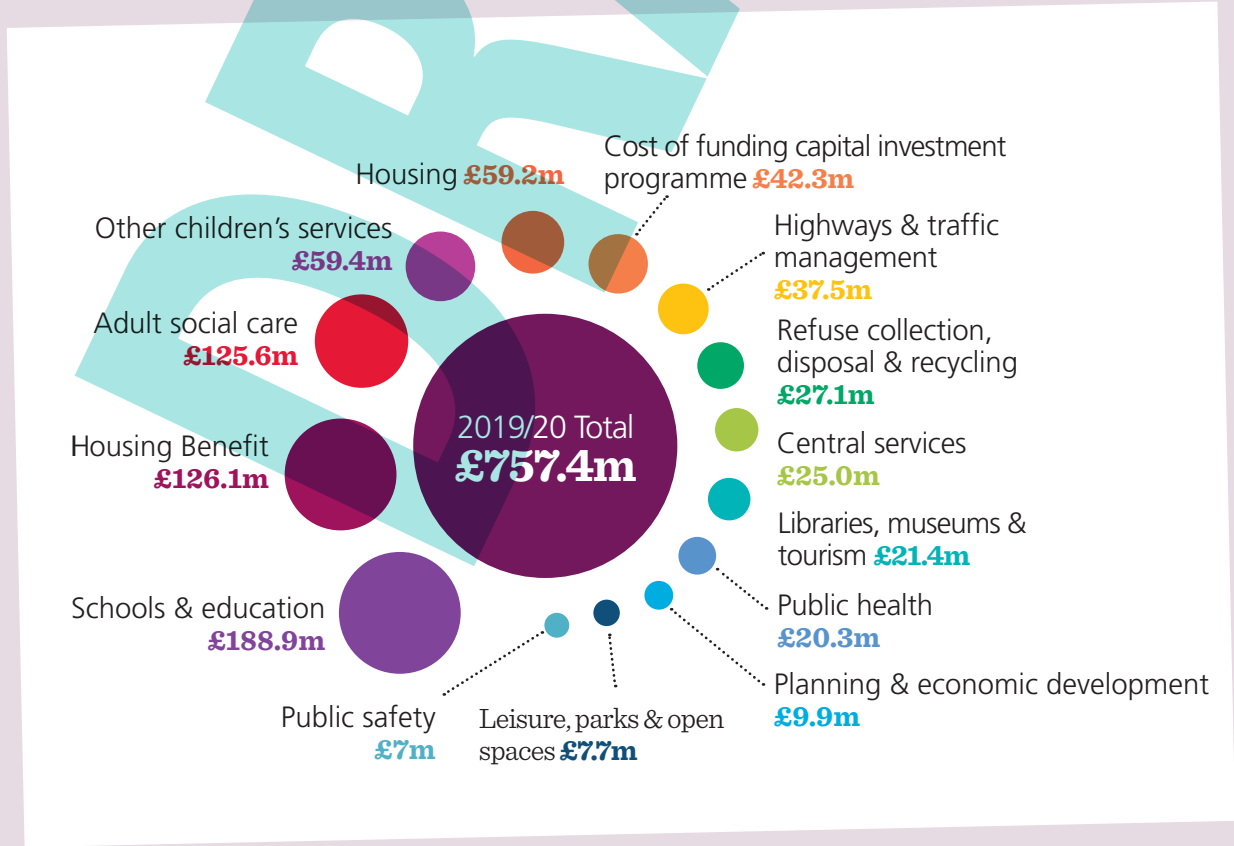 Cost of funding capital investment
programme £42.3m
Housing £59.2m
Highways & traffic
management
£37.5m
Other children's services
£59.4m
Adult social care
£125.6m
Refuse collection,
disposal & recycling
£27.1m
2019/20 Total
£757.4m
Housing Benefit
£126.1m
Central services
£25.0m
Libraries, museums &
tourism £21.4m
Schools & education
£188.9m
Public health
£20.3m
Planning & economic development
£9.9m
Public safety
£7m
Leisure, parks & open
spaces £7.7m